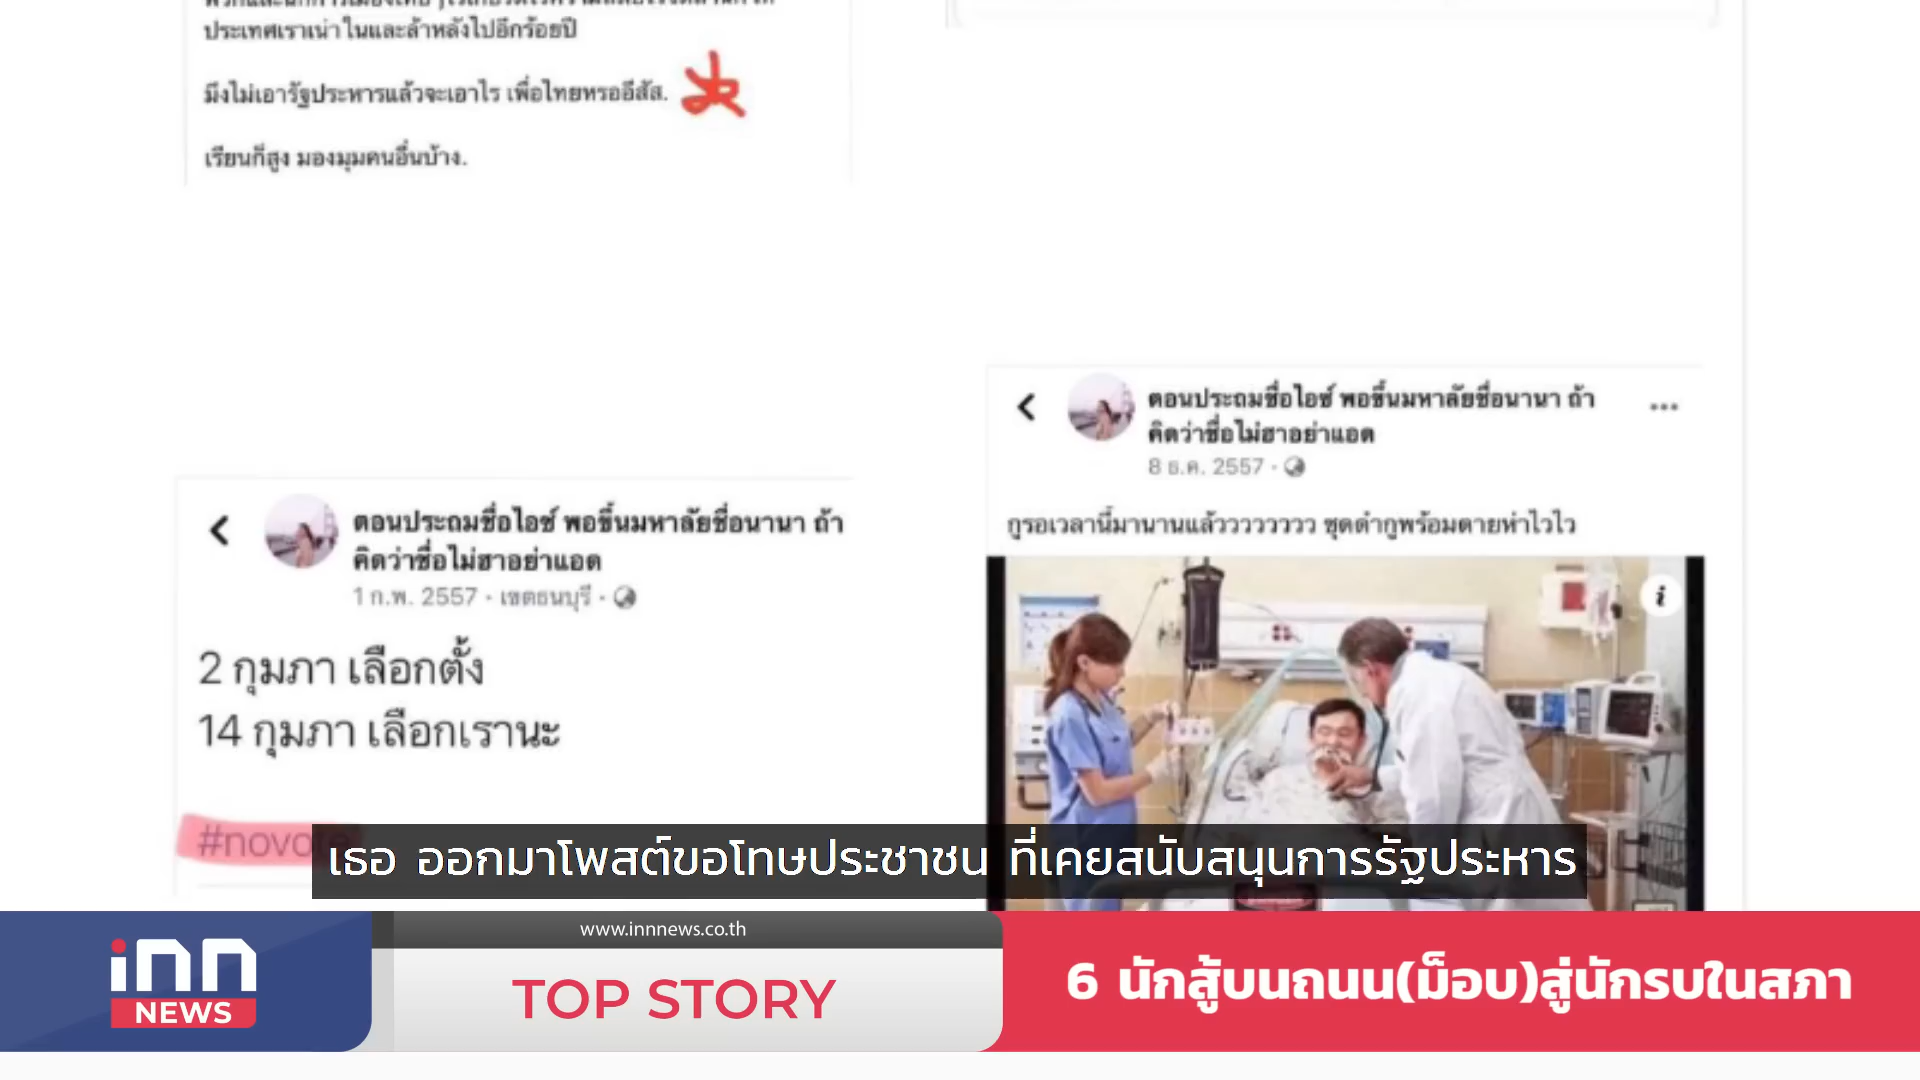 ประเทศเราเน่า ในและล้าหลังไปอีกร้อยปี
มึงไม่เอารัฐประหารแล้วจะเอาไร เพื่อไทยหรออีสัส.
เรียนก็สูง มองมุมคนอื่นบ้าง.
ตอนประถมชื่อไอซ์ พอขึ้นมหาลัยชื่อนานา ถ้า
คิดว่าชื่อไม่ฮาอย่าแอด
8 ธ.ค. 2557
กูรอเวลานี้มานานแล้วววววววว ชุดดำกูพร้อมตายห่าไวไว
ตอนประถมชื่อไอซ์ พอขึ้นมหาลัยชื่อนานา ถ้า
คิดว่าชื่อไม่ฮาอย่าแอด
1 ก.พ. 2557 · เขตธนบุรี ·
2 กุมภา เลือกตั้ง
14 กุมภา เลือกเรานะ
เธอ ออกมาโพสต์ขอโทษประชาชน ที่เคยสนับสนุนการรัฐประหาร
www.innnews.co.th
inn
NEWS
TOP STORY
6 นักสู้บนถนน(ม็อบ)สู่นักรบในสภา